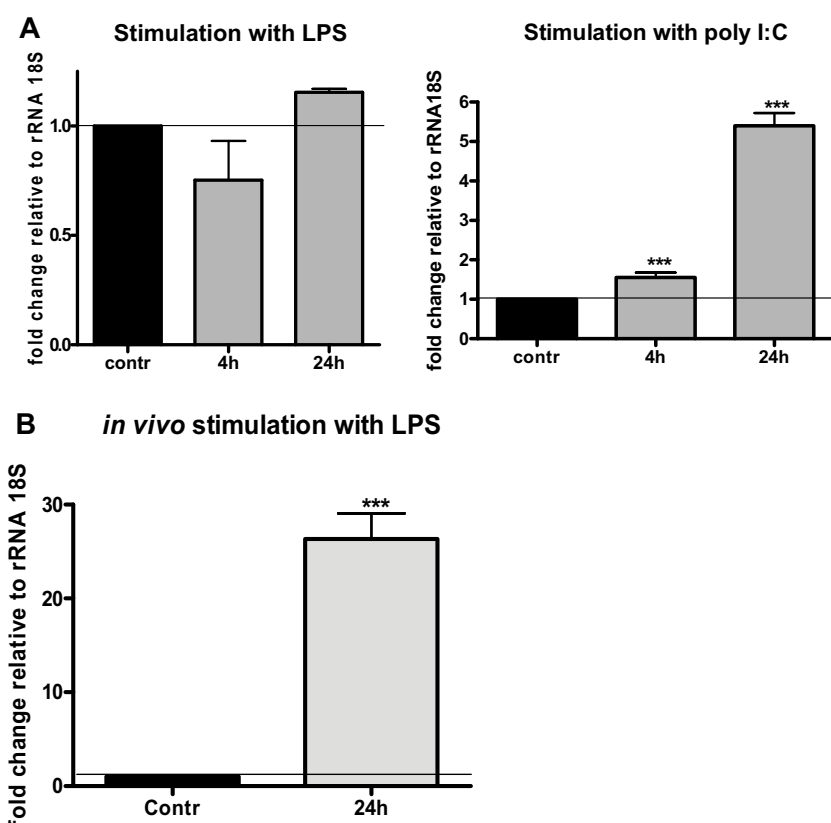 A
Stimulation with LPS
fold change relative to rRNA 18S
1.0
0.5
0.0
contr 4h 24h
Stimulation with poly I:C
fold change relative to rRNA18S
6
5
4
3
2
1
0
***
***
contr 4h 24h
B
in vivo stimulation with LPS
fold change relative to rRNA 18S
30
20
10
0
***
Contr 24h